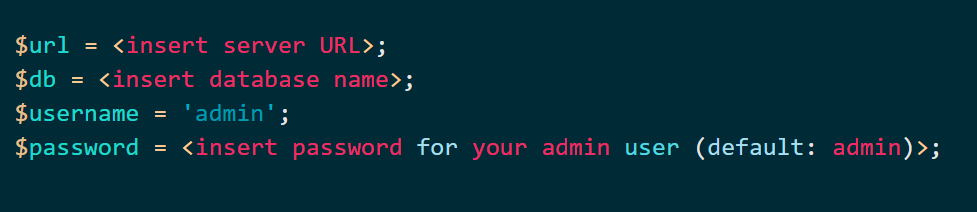 $url = <insert server URL>;
$db = <insert database name>;
$username = 'admin';
$password = <insert password for your admin user (default: admin)>;